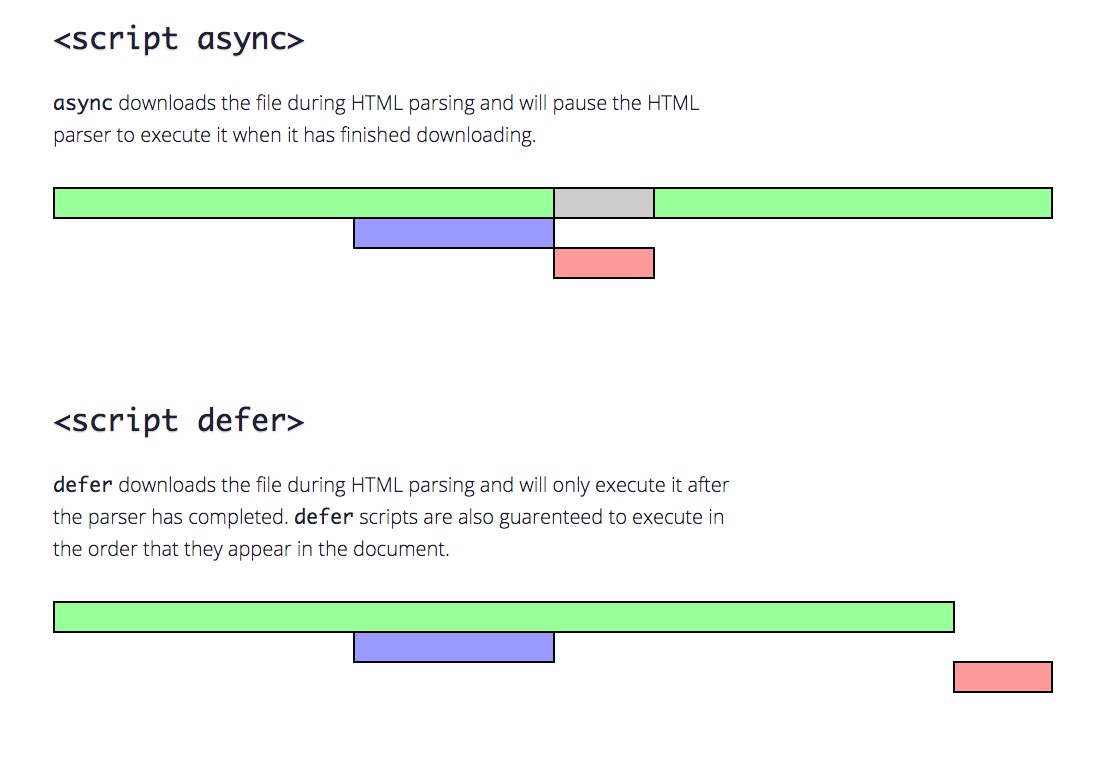 <script async>
async downloads the file during HTML parsing and will pause the HTML
parser to execute it when it has finished downloading.
<script defer>
defer downloads the file during HTML parsing and will only execute it after
the parser has completed. defer scripts are also guarenteed to execute in
the order that they appear in the document.